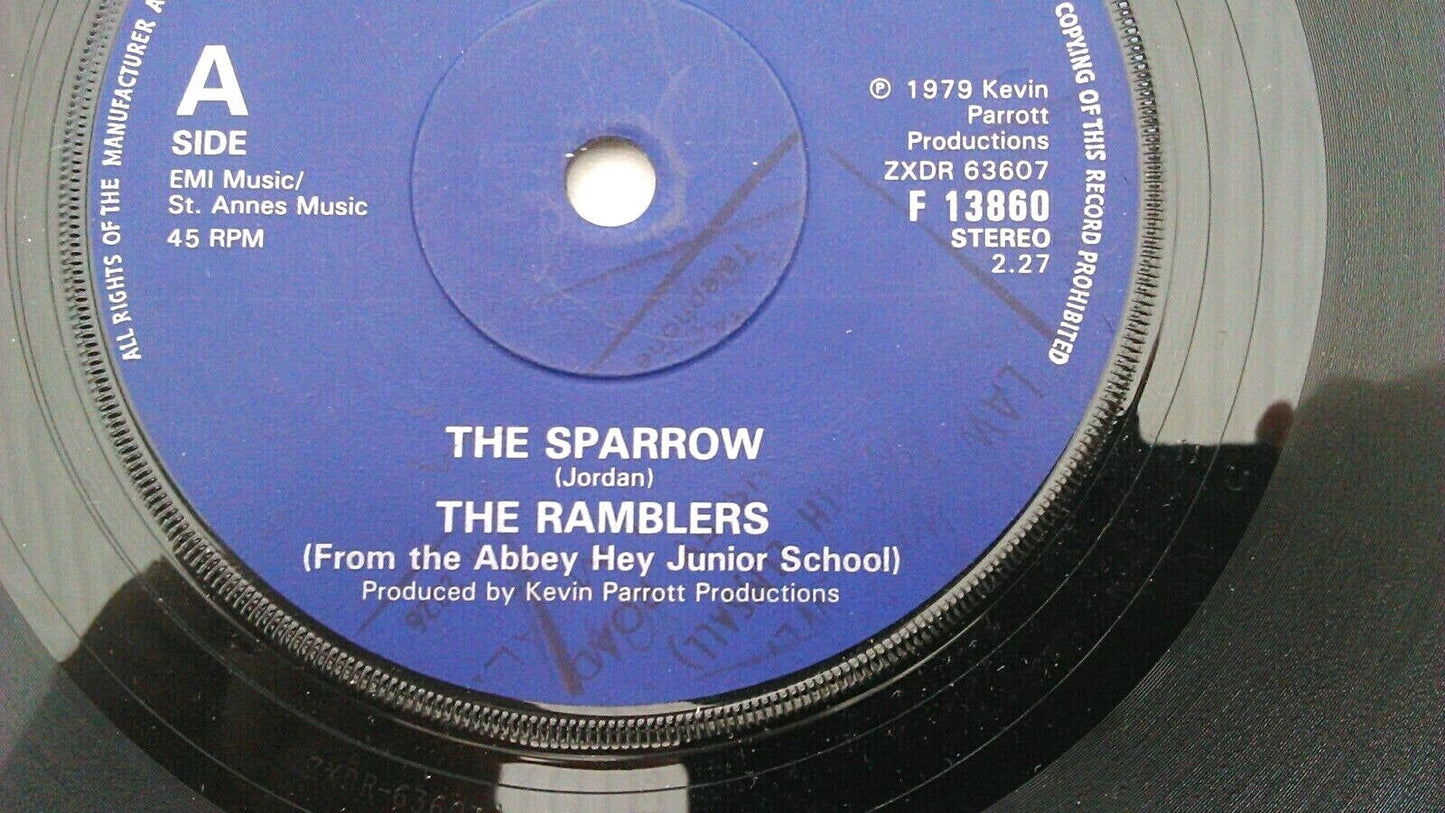 ALL RIGHTS OF THE MANUFACTURER
COPYING OF THIS RECORD PROHIBITED
A
SIDE
EMI Music/
St. Annes Music
45 RPM
℗ 1979 Kevin
Parrott
Productions
ZXDR 63607
F 13860
STEREO
2.27
THE SPARROW
(Jordan)
THE RAMBLERS
(From the Abbey Hey Junior School)
Produced by Kevin Parrott Productions